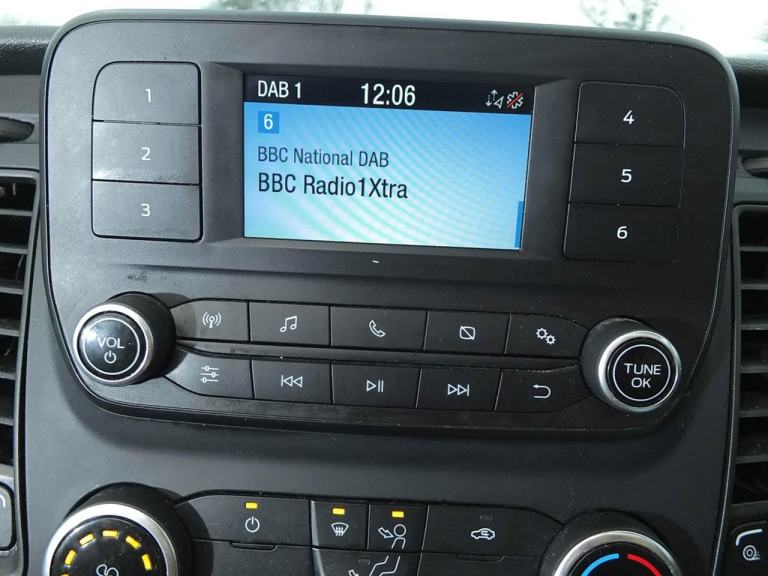 DAB 1 12:06
6
BBC National DAB
BBC Radio1Xtra
1
2
3
4
5
6
VOL
TUNE
OK